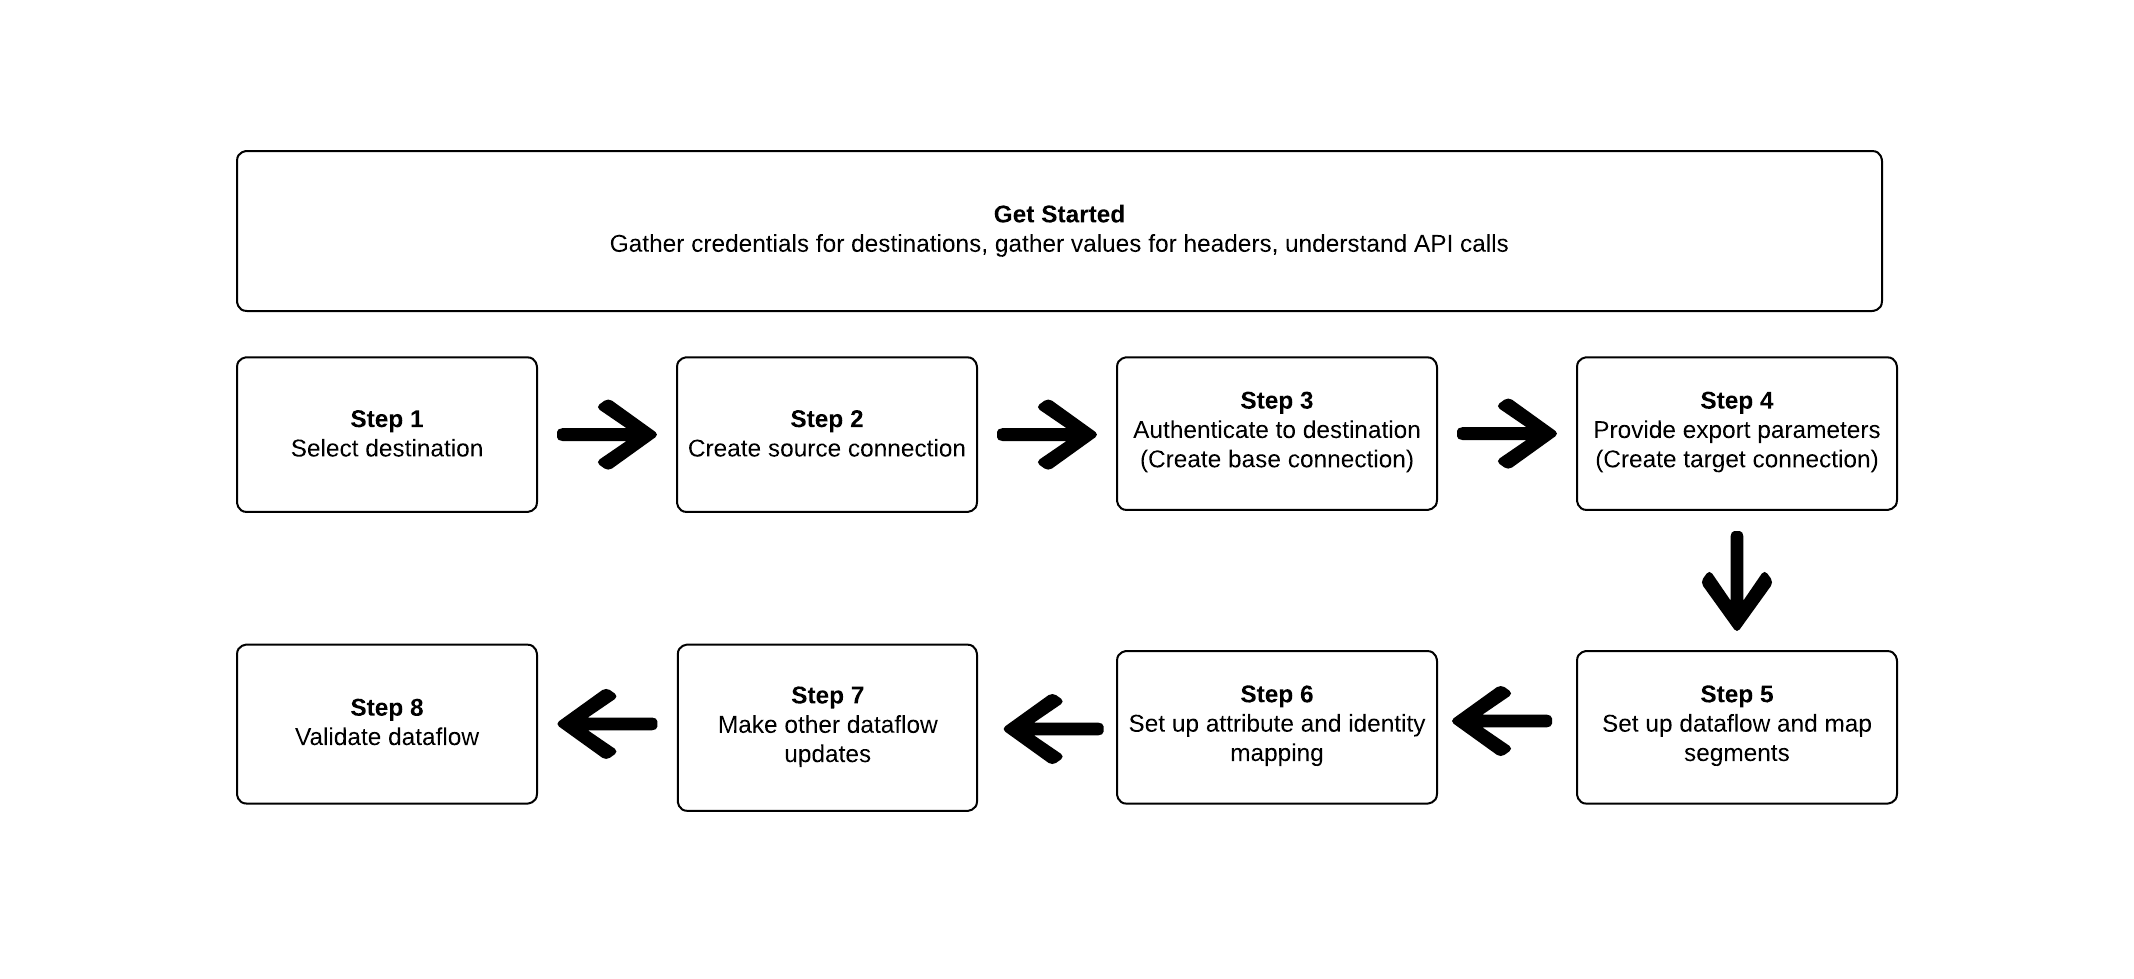 Get Started
Gather credentials for destinations, gather values for headers, understand API calls
Step 1
Select destination
Step 2
Create source connection
Step 3
Authenticate to destination
(Create base connection)
Step 4
Provide export parameters
(Create target connection)
Step 5
Set up dataflow and map
segments
Step 6
Set up attribute and identity
mapping
Step 7
Make other dataflow
updates
Step 8
Validate dataflow